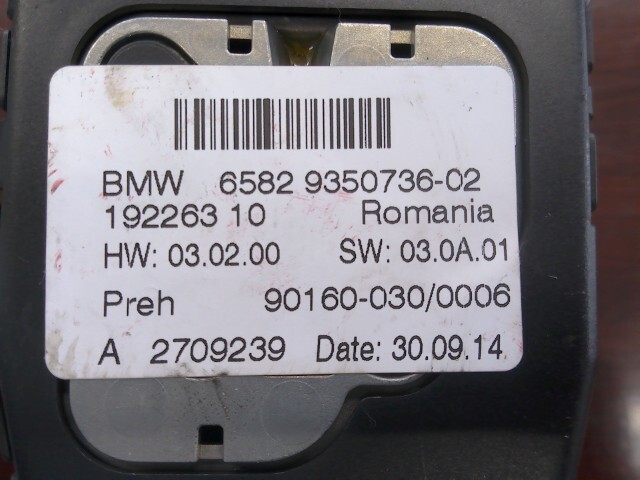 BMW 6582 9350736-02
192263 10 Romania
HW: 03.02.00 SW: 03.0A.01
Preh 90160-030/0006
A 2709239 Date: 30.09.14